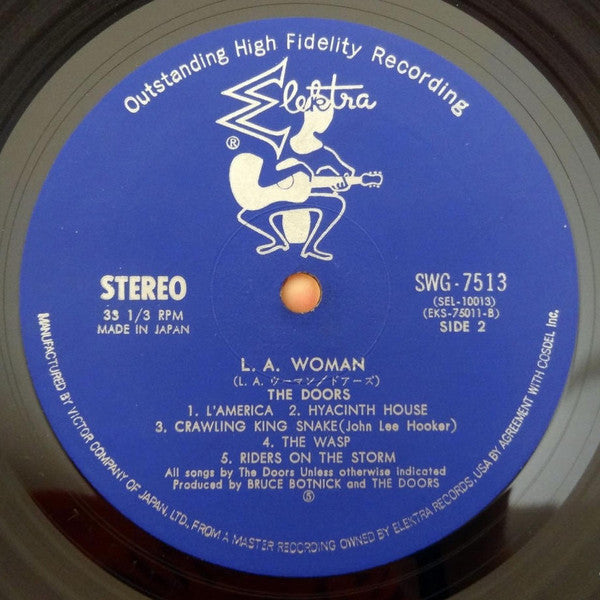 Outstanding High Fidelity Recording
Elektra
®
STEREO
33 1/3 RPM
MADE IN JAPAN
SWG-7513
(SEL-10013)
(EKS-75011-B)
SIDE 2
L. A. WOMAN
(L. A. ウーマン/ドアーズ)
THE DOORS
1. L'AMERICA 2. HYACINTH HOUSE
3. CRAWLING KING SNAKE(John Lee Hooker)
4. THE WASP
5. RIDERS ON THE STORM
All songs by The Doors Unless otherwise indicated
Produced by BRUCE BOTNICK and THE DOORS
MANUFACTURED BY VICTOR COMPANY OF JAPAN, LTD, FROM A MASTER RECORDING OWNED BY ELEKTRA RECORDS, USA BY AGREEMENT WITH COSDEL Inc.